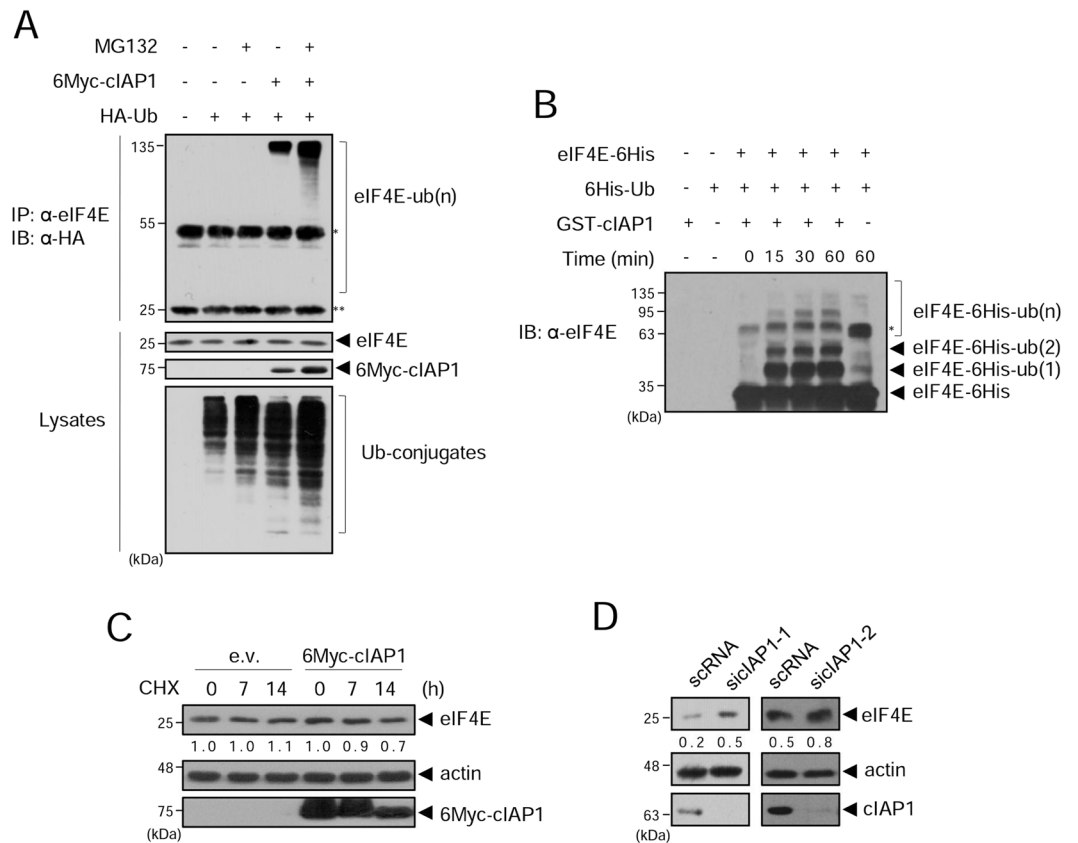 A
MG132 - - + - +
6Myc-cIAP1 - - - + +
HA-Ub - + + + +
135
eIF4E-ub(n)
IP: α-eIF4E
IB: α-HA
55
*
25
**
25 eIF4E
75 6Myc-cIAP1
Lysates
Ub-conjugates
(kDa)
B
eIF4E-6His - - + + + + +
6His-Ub - + + + + + +
GST-cIAP1 + - + + + + -
Time (min) - - 0 15 30 60 60
135
95
63
35
(kDa)
IB: α-eIF4E
*
eIF4E-6His-ub(n)
eIF4E-6His-ub(2)
eIF4E-6His-ub(1)
eIF4E-6His
C
e.v. 6Myc-cIAP1
CHX 0 7 14 0 7 14 (h)
25 eIF4E
1.0 1.0 1.1 1.0 0.9 0.7
48 actin
75 6Myc-cIAP1
(kDa)
D
scRNA sicIAP1-1 scRNA sicIAP1-2
25 eIF4E
0.2 0.5 0.5 0.8
48 actin
63 cIAP1
(kDa)